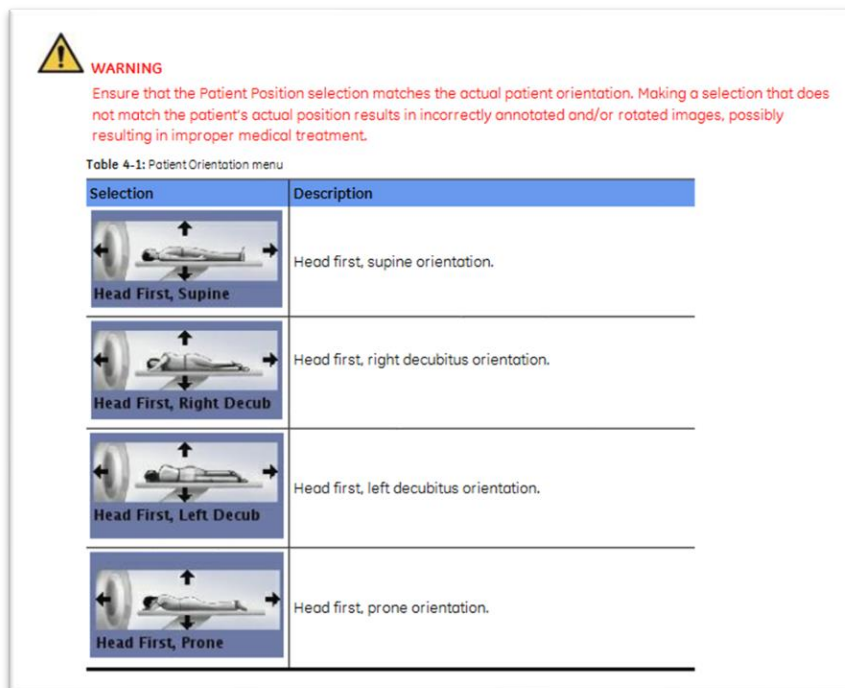 WARNING
Ensure that the Patient Position selection matches the actual patient orientation. Making a selection that does
not match the patient's actual position results in incorrectly annotated and/or rotated images, possibly
resulting in improper medical treatment.
Table 4-1: Patient Orientation menu
Selection Description
Head First, Supine
Head first, supine orientation.
Head First, Right Decub
Head first, right decubitus orientation.
Head First, Left Decub
Head first, left decubitus orientation.
Head First, Prone
Head first, prone orientation.